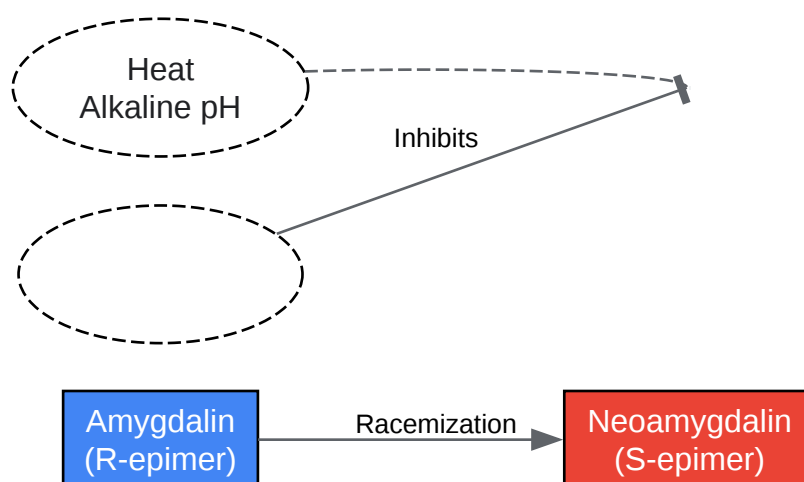 Heat
Alkaline pH
Inhibits
Amygdalin
(R-epimer)
Racemization
Neoamygdalin
(S-epimer)